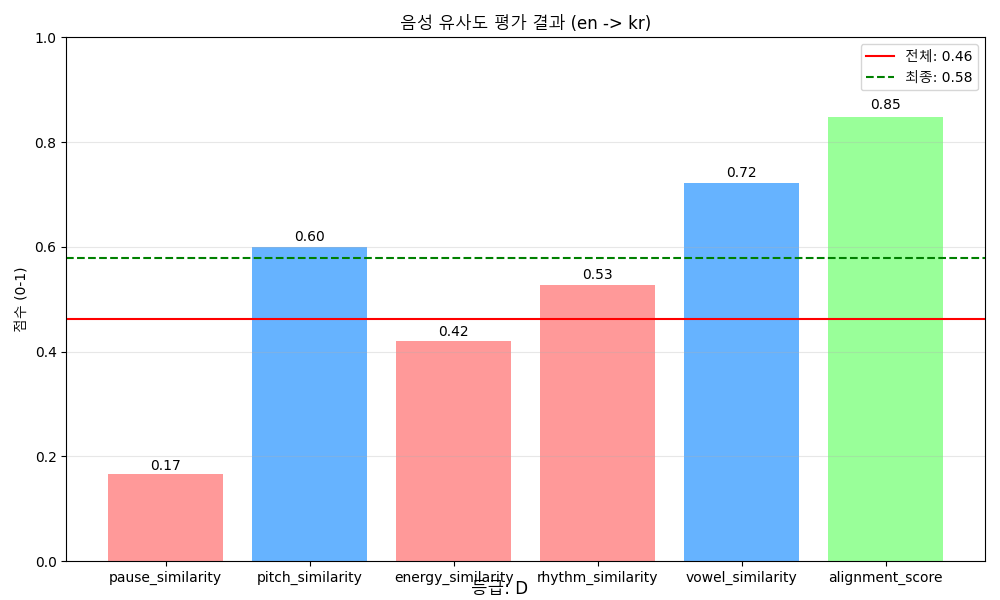 음성 유사도 평가 결과 (en -> kr)
전체: 0.46
최종: 0.58
점수 (0-1)
1.0
0.8
0.6
0.4
0.2
0.0
0.17
0.60
0.42
0.53
0.72
0.85
pause_similarity
pitch_similarity
energy_similarity
rhythm_similarity
vowel_similarity
alignment_score
등급: D